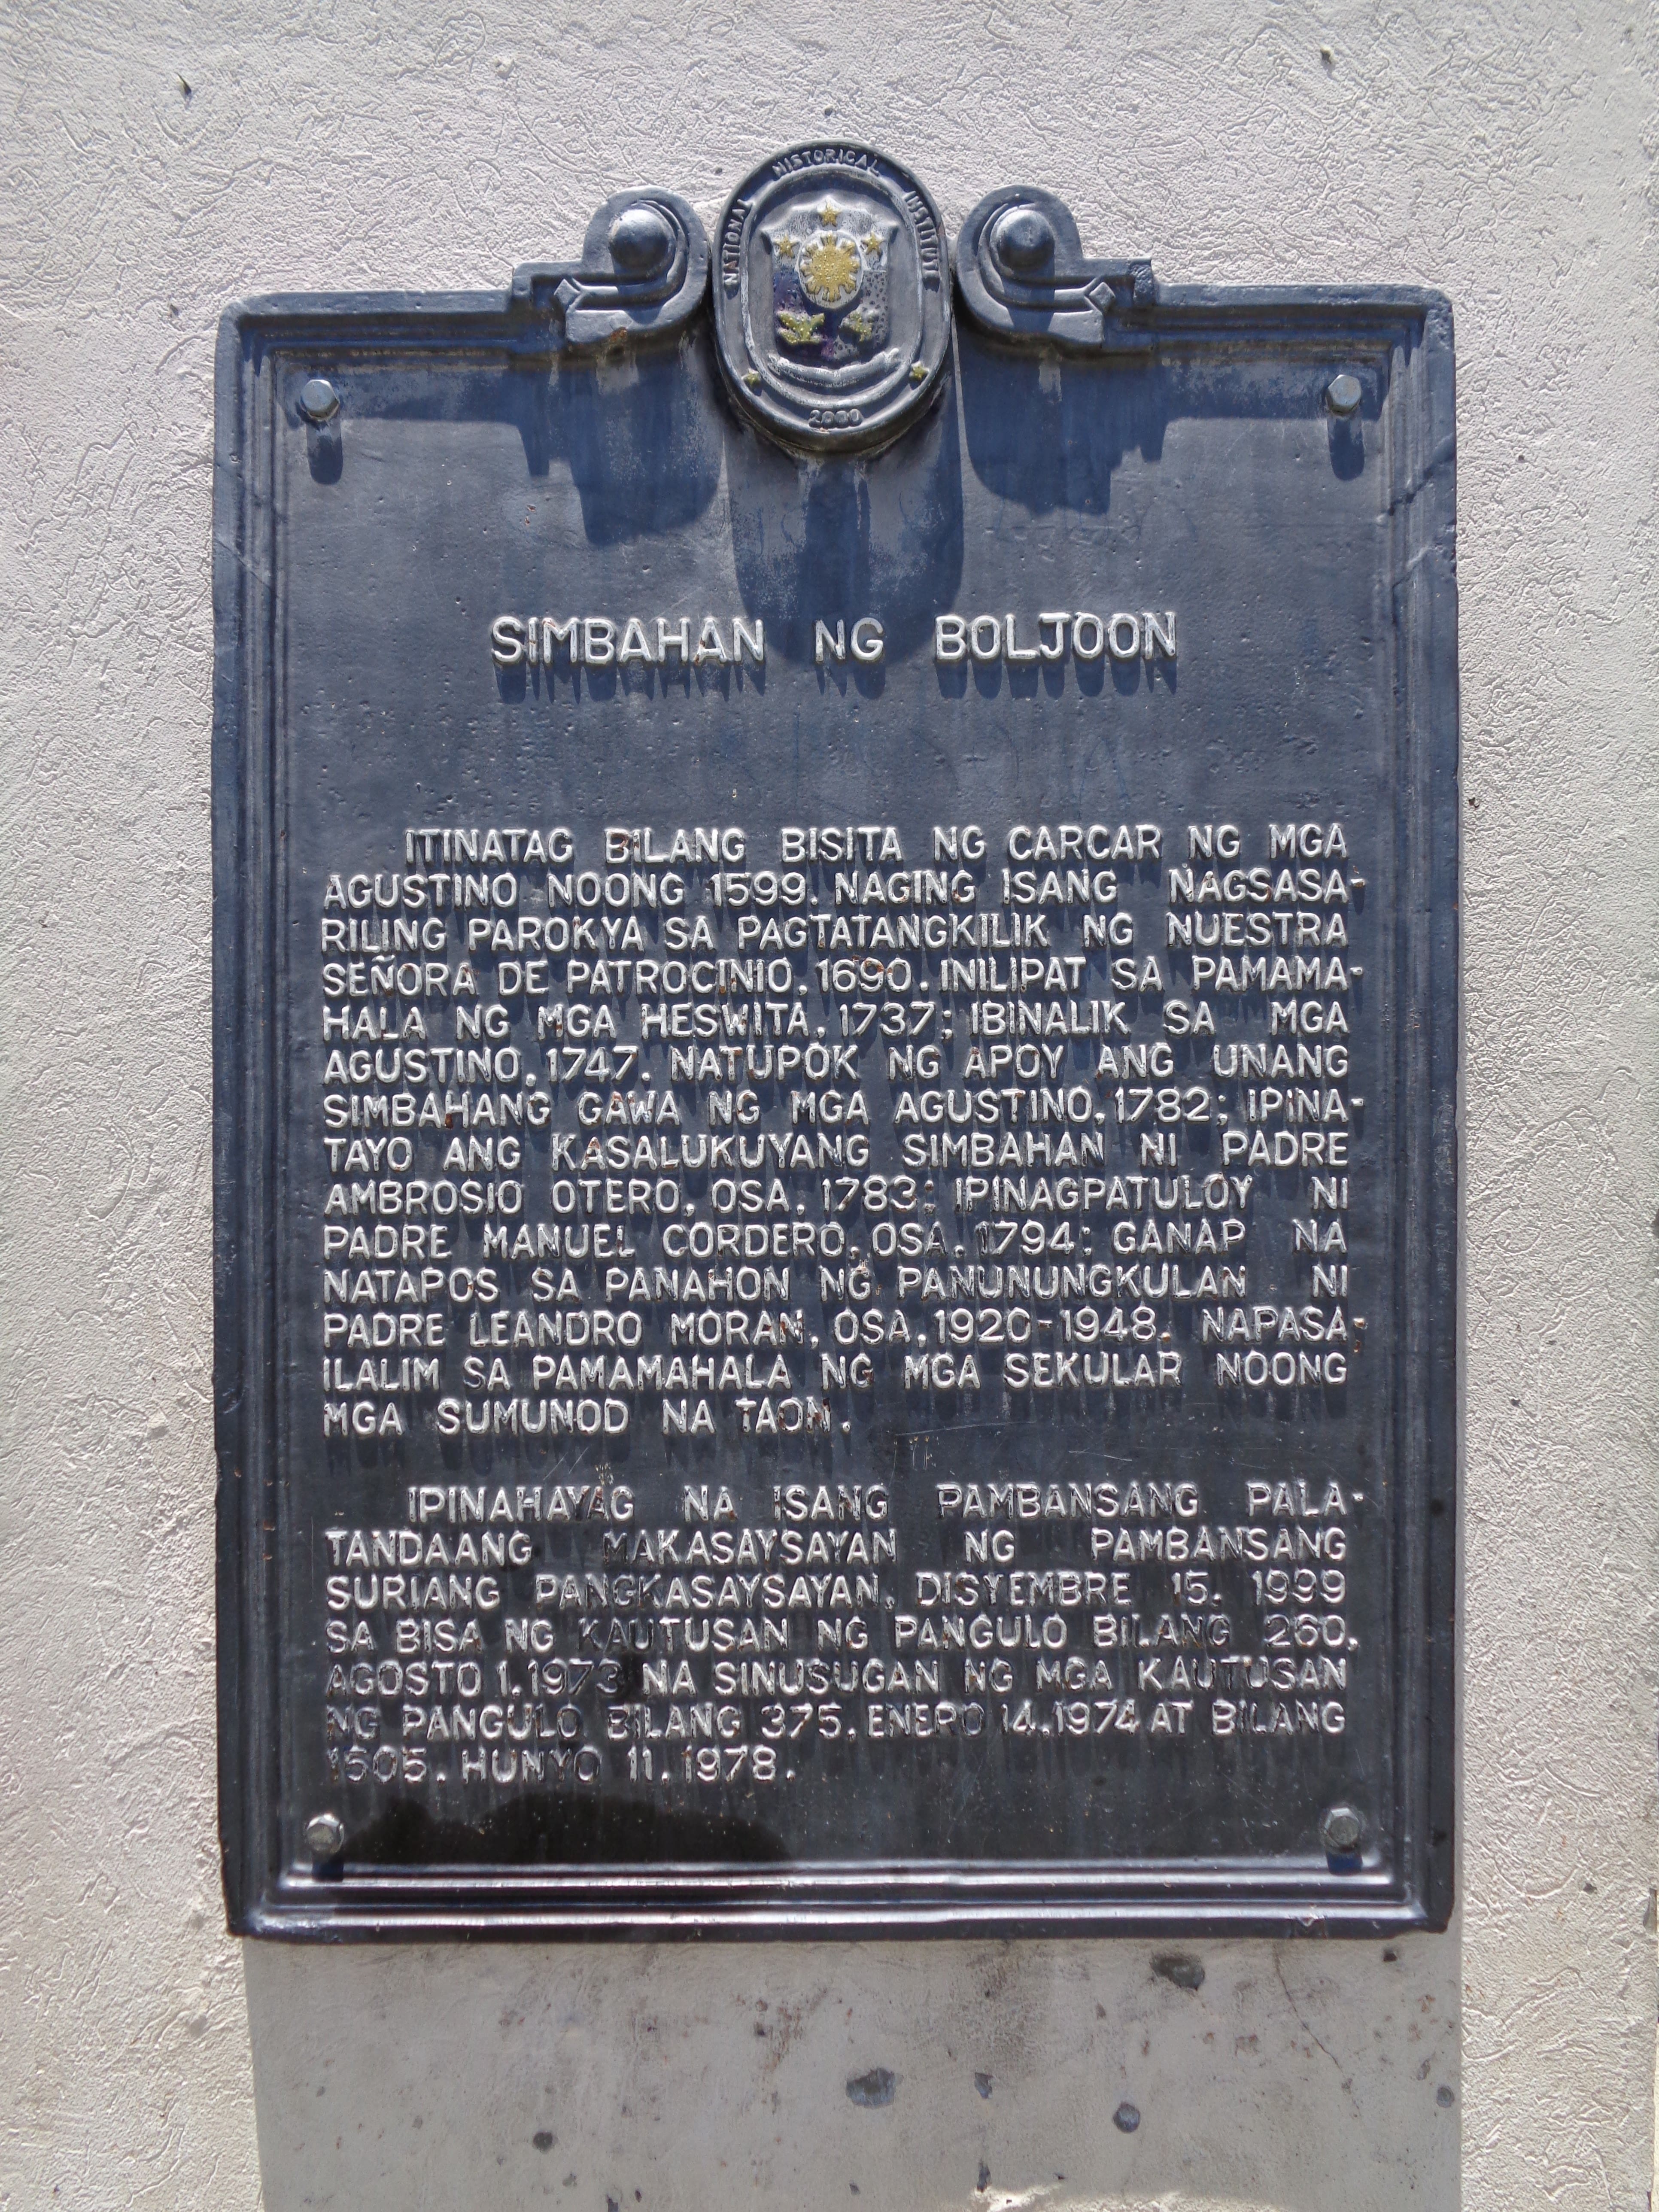 NATIONAL HISTORICAL INSTITUTE
2000
SIMBAHAN NG BOLJOON
ITINATAG BILANG BISITA NG CARCAR NG MGA
AGUSTINO NOONG 1599. NAGING ISANG NAGSASA-
RILING PAROKYA SA PAGTATANGKILIK NG NUESTRA
SEÑORA DE PATROCINIO, 1690. INILIPAT SA PAMAMA-
HALA NG MGA HESWITA, 1737; IBINALIK SA MGA
AGUSTINO, 1747. NATUPOK NG APOY ANG UNANG
SIMBAHANG GAWA NG MGA AGUSTINO, 1782; IPINA-
TAYO ANG KASALUKUYANG SIMBAHAN NI PADRE
AMBROSIO OTERO, OSA, 1783; IPINAGPATULOY NI
PADRE MANUEL CORDERO, OSA, 1794; GANAP NA
NATAPOS SA PANAHON NG PANUNUNGKULAN NI
PADRE LEANDRO MORAN, OSA, 1920-1948. NAPASA-
ILALIM SA PAMAMAHALA NG MGA SEKULAR NOONG
MGA SUMUNOD NA TAON.
IPINAHAYAG NA ISANG PAMBANSANG PALA-
TANDAANG MAKASAYSAYAN NG PAMBANSANG
SURIANG PANGKASAYSAYAN, DISYEMBRE 15, 1999
SA BISA NG KAUTUSAN NG PANGULO BILANG 260,
AGOSTO 1, 1973 NA SINUSUGAN NG MGA KAUTUSAN
NG PANGULO BILANG 375, ENERO 14, 1974 AT BILANG
1505, HUNYO 11, 1978.